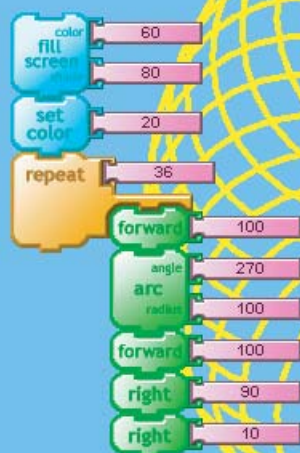 color 60
fill
screen
shade 80
set
color 20
repeat 36
forward 100
angle 270
arc
radius 100
forward 100
right 90
right 10